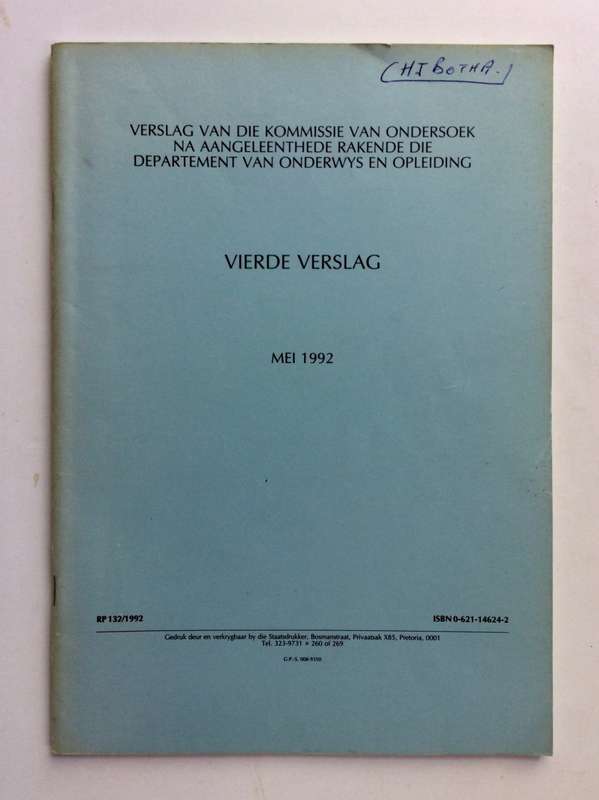 (HJ BOTHA.)
VERSLAG VAN DIE KOMMISSIE VAN ONDERSOEK
NA AANGELEENTHEDE RAKENDE DIE
DEPARTEMENT VAN ONDERWYS EN OPLEIDING
VIERDE VERSLAG
MEI 1992
RP 132/1992 ISBN 0-621-14624-2
Gedruk deur en verkrygbaar by die Staatsdrukker, Bosmanstraat, Privaatsak X85, Pretoria, 0001
Tel. 323-9731 × 260 of 269
G.P.-S.